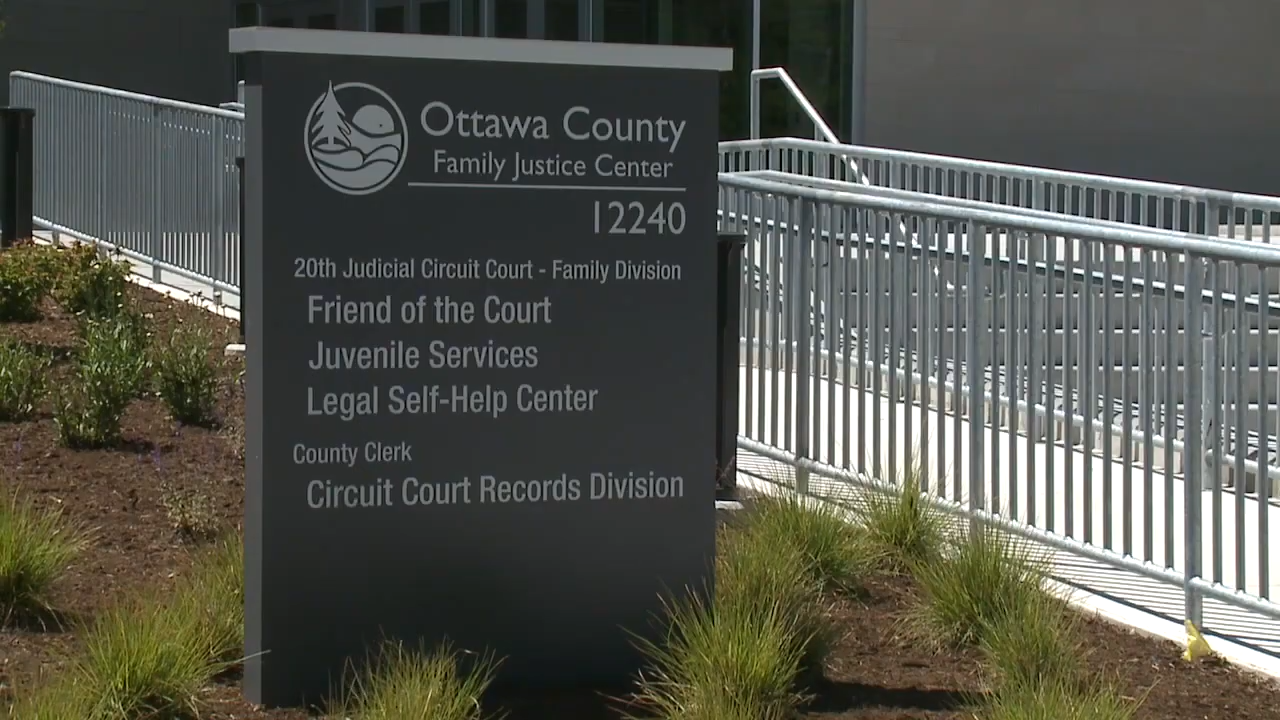 Ottawa County
Family Justice Center
12240
20th Judicial Circuit Court - Family Division
Friend of the Court
Juvenile Services
Legal Self-Help Center
County Clerk
Circuit Court Records Division